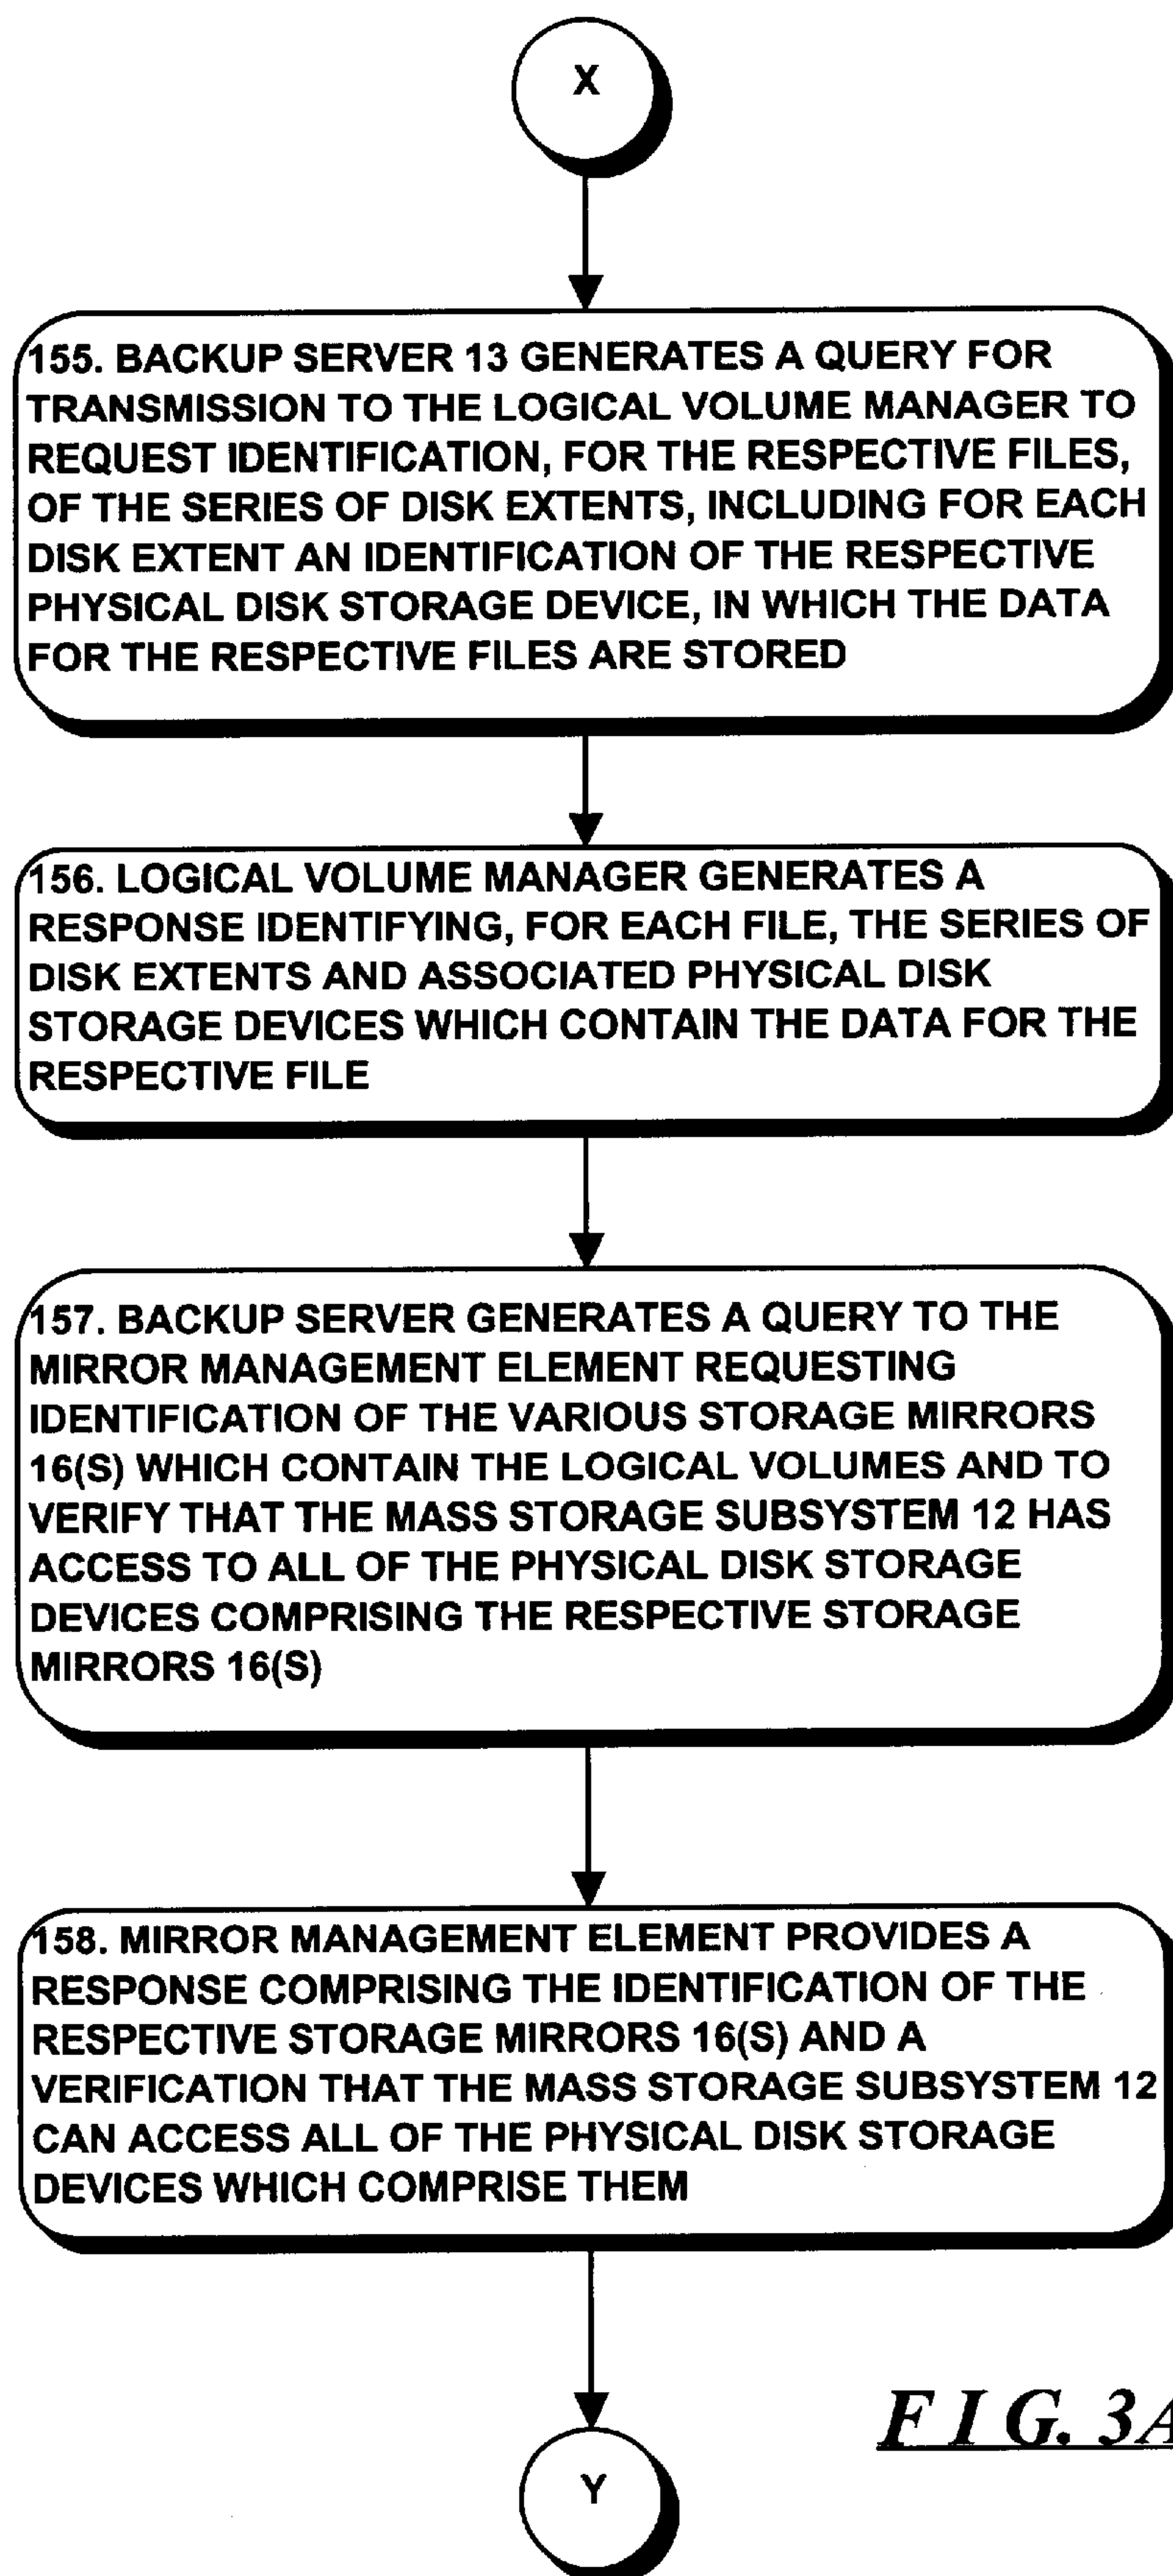 X
155. BACKUP SERVER 13 GENERATES A QUERY FOR
TRANSMISSION TO THE LOGICAL VOLUME MANAGER TO
REQUEST IDENTIFICATION, FOR THE RESPECTIVE FILES,
OF THE SERIES OF DISK EXTENTS, INCLUDING FOR EACH
DISK EXTENT AN IDENTIFICATION OF THE RESPECTIVE
PHYSICAL DISK STORAGE DEVICE, IN WHICH THE DATA
FOR THE RESPECTIVE FILES ARE STORED
156. LOGICAL VOLUME MANAGER GENERATES A
RESPONSE IDENTIFYING, FOR EACH FILE, THE SERIES OF
DISK EXTENTS AND ASSOCIATED PHYSICAL DISK
STORAGE DEVICES WHICH CONTAIN THE DATA FOR THE
RESPECTIVE FILE
157. BACKUP SERVER GENERATES A QUERY TO THE
MIRROR MANAGEMENT ELEMENT REQUESTING
IDENTIFICATION OF THE VARIOUS STORAGE MIRRORS
16(S) WHICH CONTAIN THE LOGICAL VOLUMES AND TO
VERIFY THAT THE MASS STORAGE SUBSYSTEM 12 HAS
ACCESS TO ALL OF THE PHYSICAL DISK STORAGE
DEVICES COMPRISING THE RESPECTIVE STORAGE
MIRRORS 16(S)
158. MIRROR MANAGEMENT ELEMENT PROVIDES A
RESPONSE COMPRISING THE IDENTIFICATION OF THE
RESPECTIVE STORAGE MIRRORS 16(S) AND A
VERIFICATION THAT THE MASS STORAGE SUBSYSTEM 12
CAN ACCESS ALL OF THE PHYSICAL DISK STORAGE
DEVICES WHICH COMPRISE THEM
FIG. 3A
Y